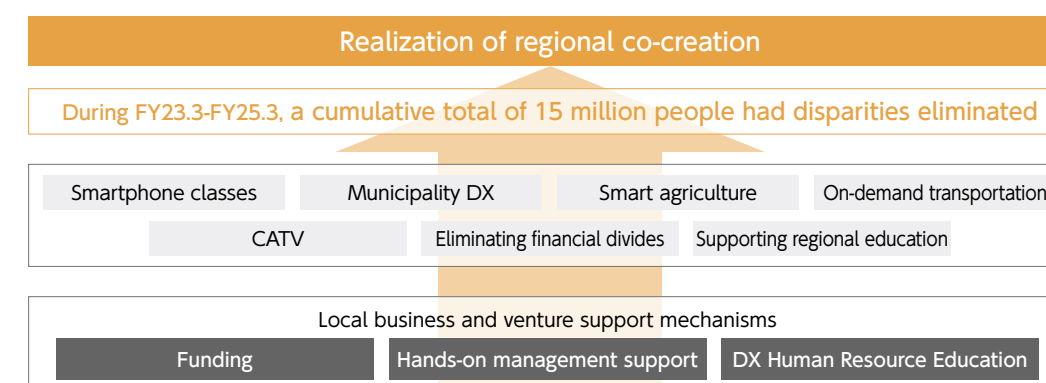 Realization of regional co-creation
During FY23.3-FY25.3, a cumulative total of 15 million people had disparities eliminated
Smartphone classes Municipality DX Smart agriculture On-demand transportation
CATV Eliminating financial divides Supporting regional education
Local business and venture support mechanisms
Funding Hands-on management support DX Human Resource Education